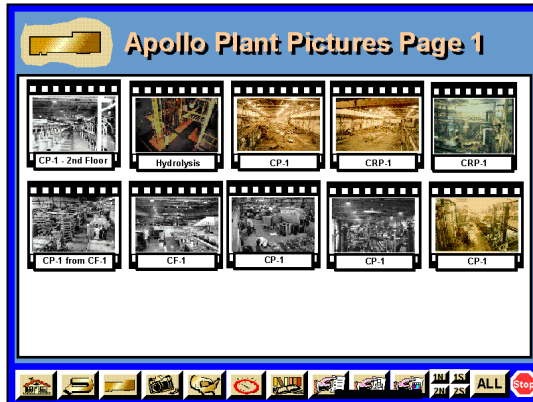 Apollo Plant Pictures Page 1
CP-1 - 2nd Floor
Hydrolysis
CP-1
CRP-1
CRP-1
CP-1 from CF-1
CF-1
CP-1
CP-1
CP-1
1N 1S
2N 2S
ALL
Stop